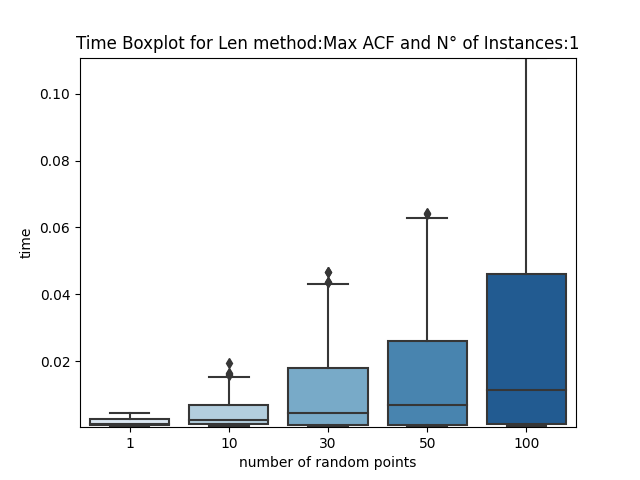 Time Boxplot for Len method:Max ACF and N° of Instances:1
0.10
0.08
0.06
0.04
0.02
time
1 10 30 50 100
number of random points